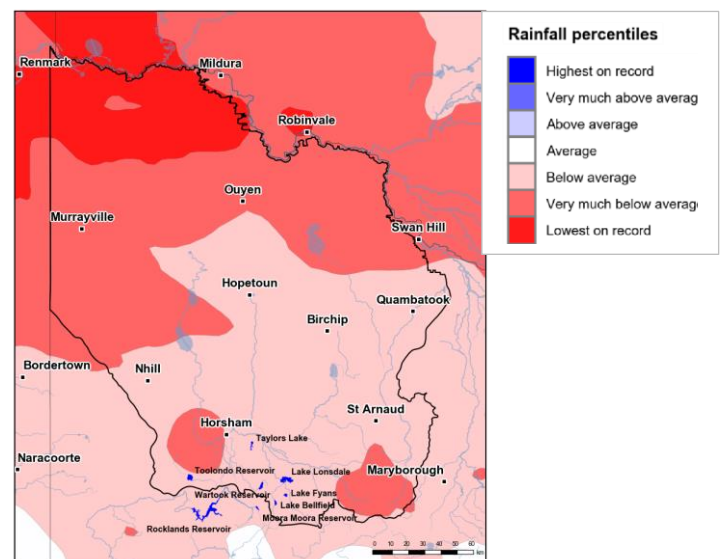 Rainfall percentiles
Highest on record
Very much above averag
Above average
Average
Below average
Very much below averag
Lowest on record
Renmark
Mildura
Robinvale
Ouyen
Murrayville
Swan Hill
Hopetoun
Quambatook
Birchip
Bordertown
Nhill
St Arnaud
Horsham
Taylors Lake
Naracoorte
Toolondo Reservoir
Lake Lonsdale
Maryborough
Wartook Reservoir
Lake Fyans
Lake Bellfield
Moora Moora Reservoir
Rocklands Reservoir
0 10 20 30 40 50 60
km